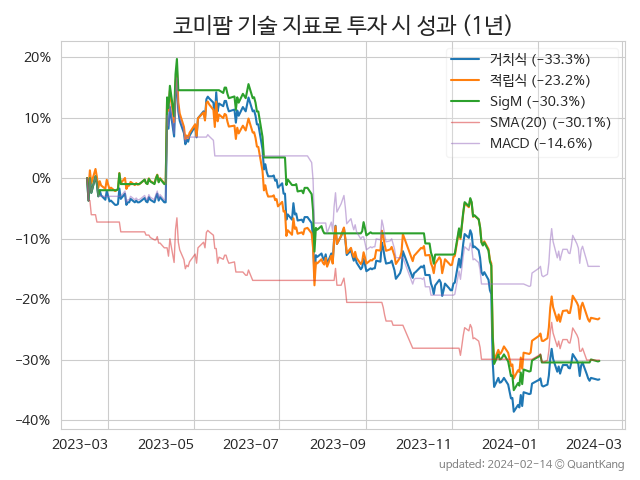 코미팜 기술 지표로 투자 시 성과 (1년)
거치식 (−33.3%)
적립식 (−23.2%)
SigM (−30.3%)
SMA(20) (−30.1%)
MACD (−14.6%)
20%
10%
0%
−10%
−20%
−30%
−40%
2023−03 2023−05 2023−07 2023−09 2023−11 2024−01 2024−03
updated: 2024−02−14 © QuantKang